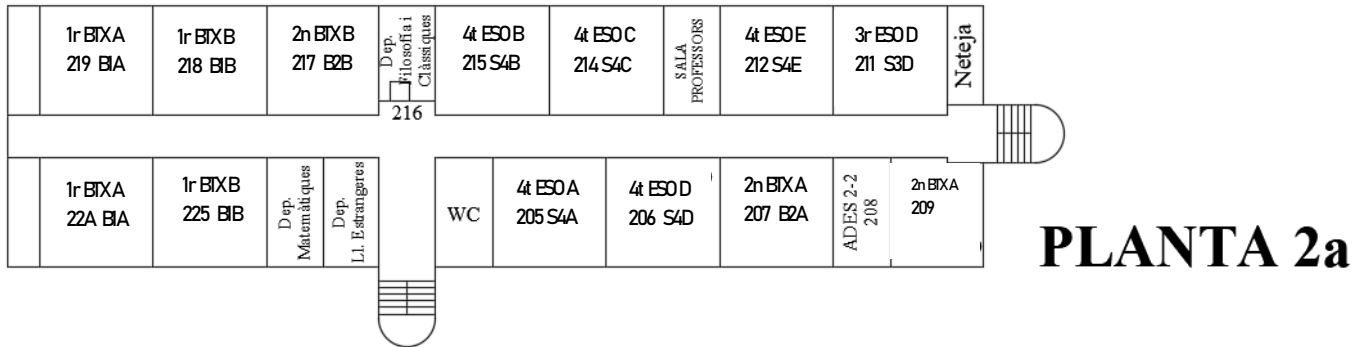 1r BTX A
219 B1A
1r BTX B
218 B1B
2n BTX B
217 B2B
Dep.
Filosofia i
Clàssiques
216
4t ESO B
215 S4B
4t ESO C
214 S4C
SALA
PROFESSORS
4t ESO E
212 S4E
3r ESO D
211 S3D
Neteja
1r BTX A
22A B1A
1r BTX B
225 B1B
Dep.
Matemàtiques
Dep.
Ll. Estrangeres
WC
4t ESO A
205 S4A
4t ESO D
206 S4D
2n BTX A
207 B2A
ADES 2-2
208
2n BTX A
209
PLANTA 2a